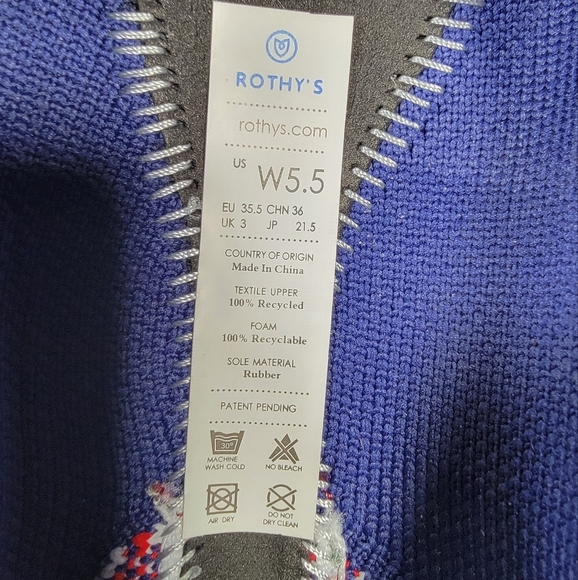 ROTHY'S
rothys.com
US W5.5
EU 35.5 CHN 36
UK 3 JP 21.5
COUNTRY OF ORIGIN
Made In China
TEXTILE UPPER
100% Recycled
FOAM
100% Recyclable
SOLE MATERIAL
Rubber
PATENT PENDING
30°
MACHINE
WASH COLD
NO BLEACH
AIR DRY
DO NOT
DRY CLEAN